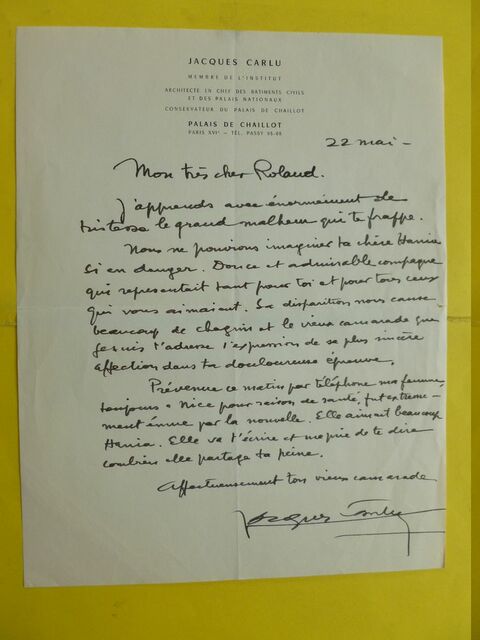 JACQUES CARLU
MEMBRE DE L'INSTITUT
ARCHITECTE EN CHEF DES BATIMENTS CIVILS
ET DES PALAIS NATIONAUX
CONSERVATEUR DU PALAIS DE CHAILLOT
PALAIS DE CHAILLOT
PARIS XVIe - TÉL. PASSY
22 mai -
Mon très cher Roland.
J'apprends avec énormément de
tristesse le grand malheur qui te frappe.
Nous ne pouvions imaginer ta chère Hania
si en danger. Douce et admirable compagne
qui représentait tant pour toi et pour tous ceux
qui vous aimaient. Sa disparition nous cause
beaucoup de chagrin et le vieux camarade que
je suis t'adresse l'expression de sa plus sincère
affection dans ta douloureuse épreuve.
Prévenue ce matin par téléphone ma femme,
toujours à Nice pour raison de santé, fut extrême-
ment émue par la nouvelle. Elle aimait beaucoup
Hania. Elle va t'écrire et me prie de te dire
combien elle partage ta peine.
Affectueusement ton vieux camarade
Jacques Carlu